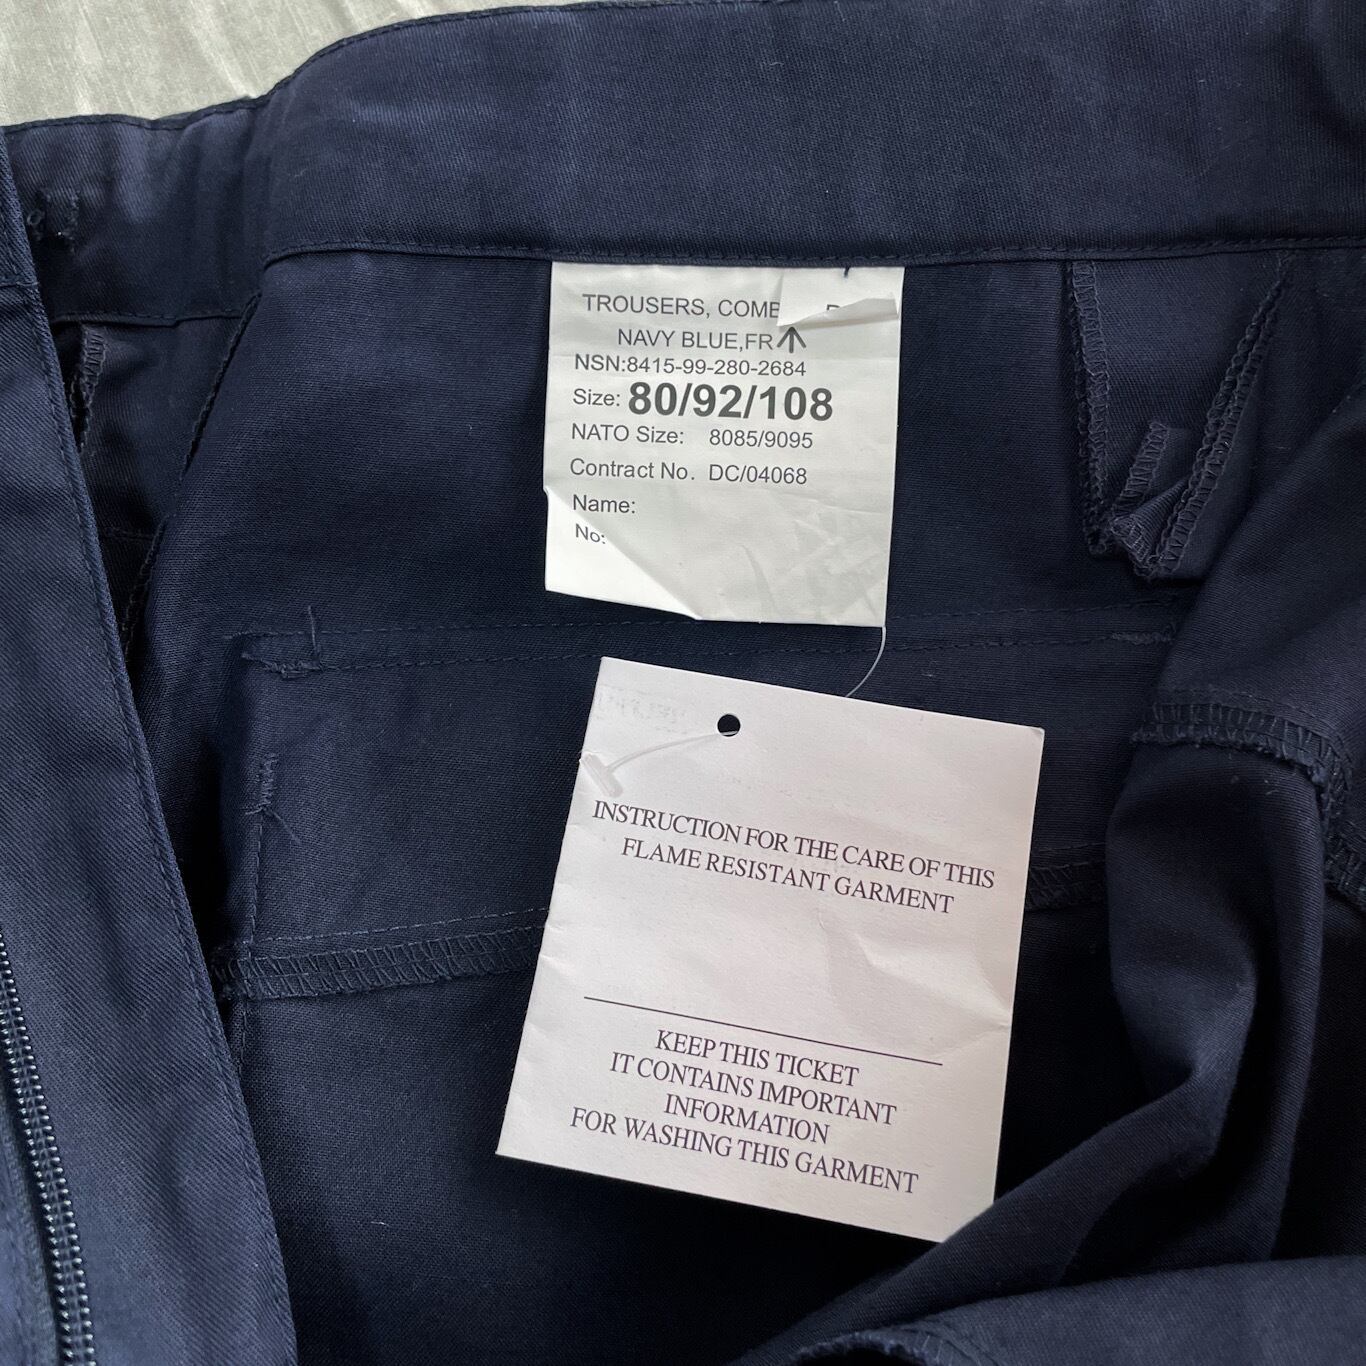 TROUSERS, COMB
NAVY BLUE,FR
NSN:8415-99-280-2684
Size: 80/92/108
NATO Size: 8085/9095
Contract No. DC/04068
Name:
No:
INSTRUCTION FOR THE CARE OF THIS
FLAME RESISTANT GARMENT
KEEP THIS TICKET
IT CONTAINS IMPORTANT
INFORMATION
FOR WASHING THIS GARMENT